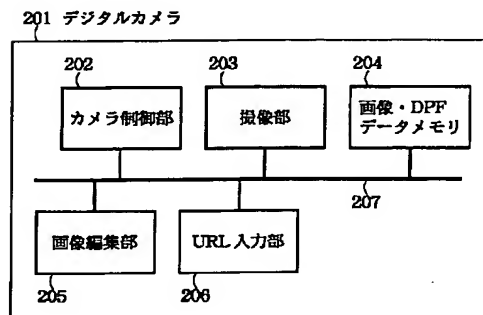 201 デジタルカメラ
202
203
204
カメラ制御部
撮像部
画像・DPF
データメモリ
207
画像編集部
URL入力部
205
206